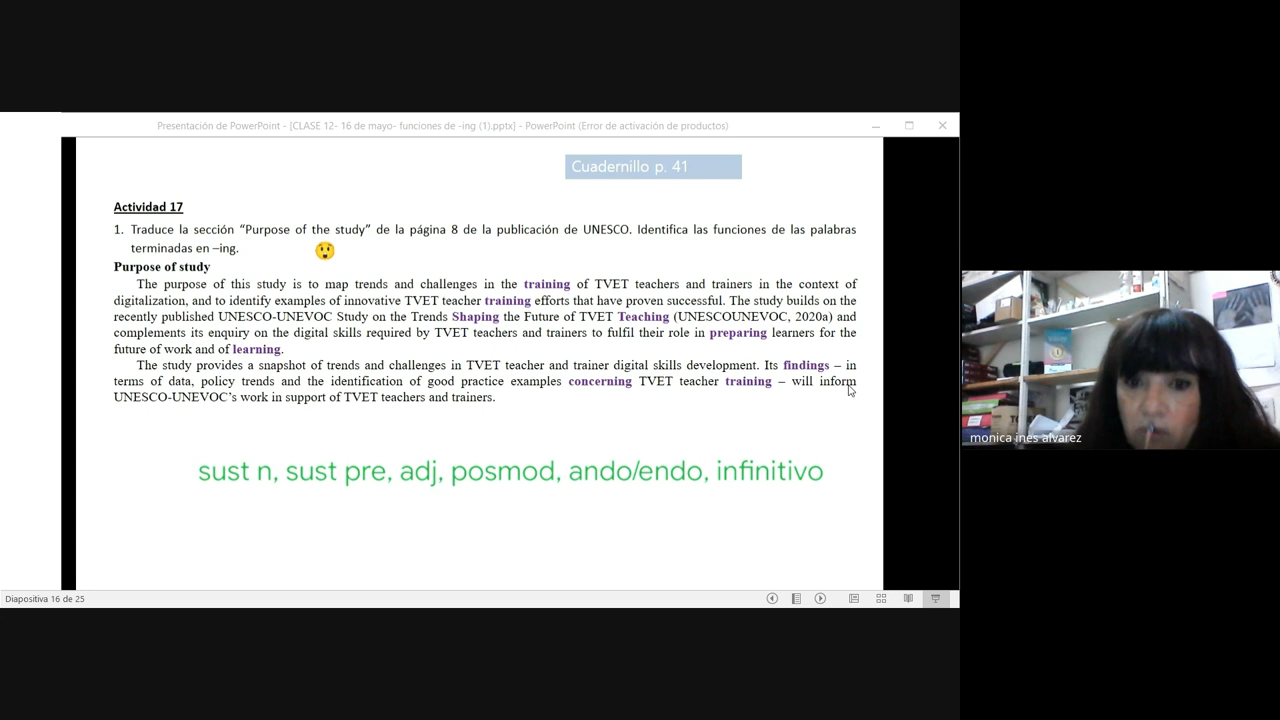 Presentación de PowerPoint - [CLASE 12- 16 de mayo- funciones de -ing (1).pptx] - PowerPoint (Error de activación de productos)
Cuadernillo p. 41
Actividad 17
1. Traduce la sección “Purpose of the study” de la página 8 de la publicación de UNESCO. Identifica las funciones de las palabras
terminadas en –ing.
Purpose of study
The purpose of this study is to map trends and challenges in the training of TVET teachers and trainers in the context of
digitalization, and to identify examples of innovative TVET teacher training efforts that have proven successful. The study builds on the
recently published UNESCO-UNEVOC Study on the Trends Shaping the Future of TVET Teaching (UNESCOUNEVOC, 2020a) and
complements its enquiry on the digital skills required by TVET teachers and trainers to fulfil their role in preparing learners for the
future of work and of learning.
The study provides a snapshot of trends and challenges in TVET teacher and trainer digital skills development. Its findings – in
terms of data, policy trends and the identification of good practice examples concerning TVET teacher training – will inform
UNESCO-UNEVOC’s work in support of TVET teachers and trainers.
sust n, sust pre, adj, posmod, ando/endo, infinitivo
monica ines alvarez
Diapositiva 16 de 25